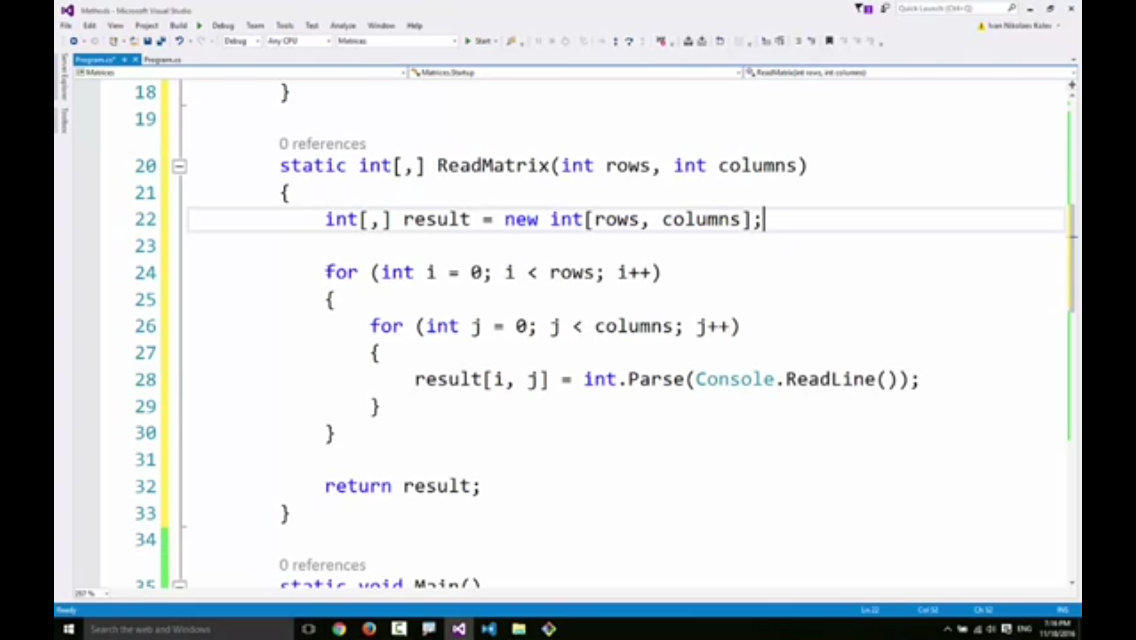 Methods - Microsoft Visual Studio
Quick Launch (Ctrl+Q)
File Edit View Project Build Debug Team Tools Test Analyze Window Help
Ivan Nikolaev Kolev
Debug Any CPU Matrices Start
Program.cs* Program.cs
Matrices Matrices.Startup ReadMatrix(int rows, int columns)
Server Explorer
Toolbox
18 }
19
0 references
20 static int[,] ReadMatrix(int rows, int columns)
21 {
22 int[,] result = new int[rows, columns];
23
24 for (int i = 0; i < rows; i++)
25 {
26 for (int j = 0; j < columns; j++)
27 {
28 result[i, j] = int.Parse(Console.ReadLine());
29 }
30 }
31
32 return result;
33 }
34
0 references
35 static void Main()
Ready Ln 22 Col 52 Ch 52 INS
Search the web and Windows
ENG
7:16 PM